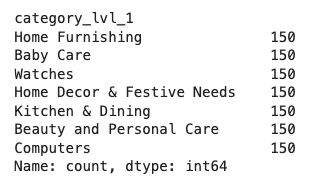 category_lvl_1
Home Furnishing 150
Baby Care 150
Watches 150
Home Decor & Festive Needs 150
Kitchen & Dining 150
Beauty and Personal Care 150
Computers 150
Name: count, dtype: int64